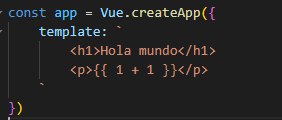 const app = Vue.createApp({
    template: `
        <h1>Hola mundo</h1>
        <p>{{ 1 + 1 }}</p>
    `
})